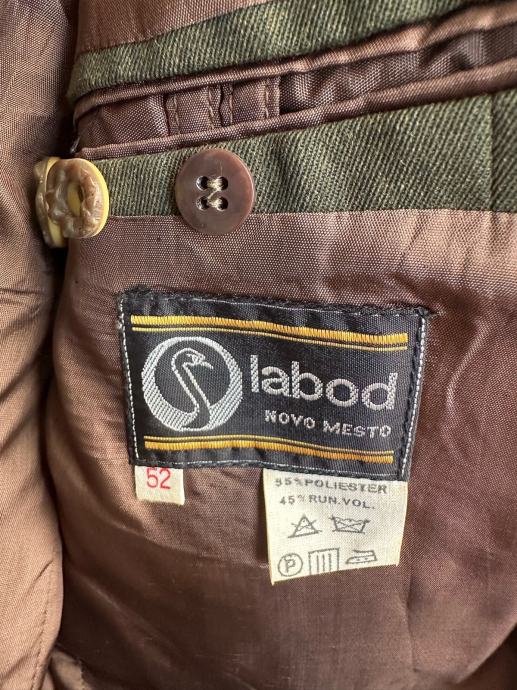 labod
NOVO MESTO
52
55% POLIESTER
45% RUN. VOL.
P